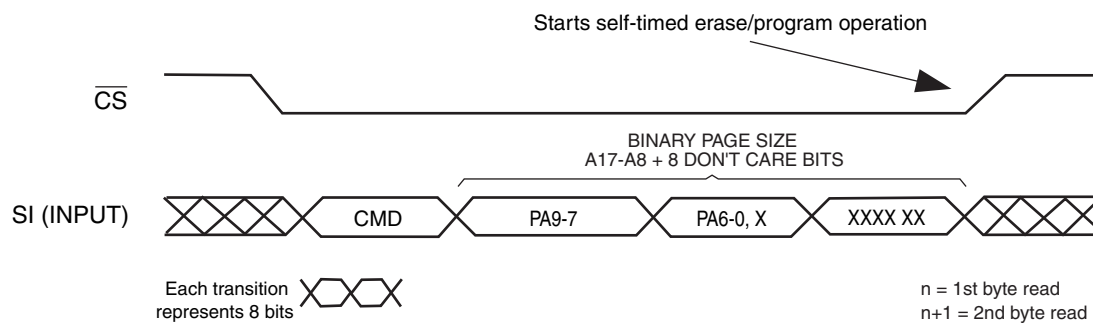 Starts self-timed erase/program operation
CS
BINARY PAGE SIZE
A17-A8 + 8 DON'T CARE BITS
SI (INPUT)
CMD
PA9-7
PA6-0, X
XXXX XX
Each transition
represents 8 bits
n = 1st byte read
n+1 = 2nd byte read